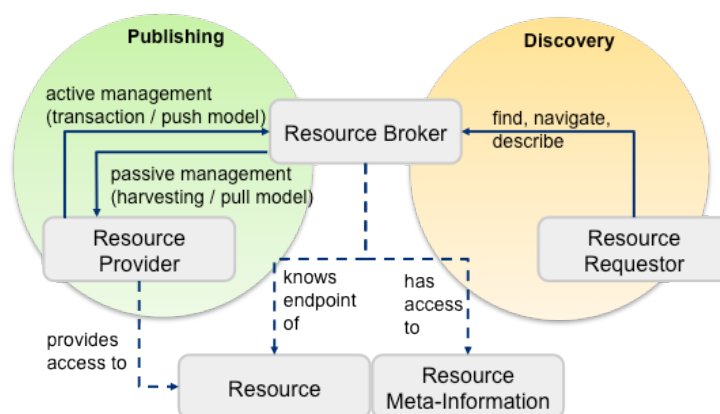 Publishing
Discovery
active management
(transaction / push model)
Resource Broker
find, navigate,
describe
passive management
(harvesting / pull model)
Resource
Provider
Resource
Requestor
knows
endpoint
of
has
access
to
provides
access to
Resource
Resource
Meta-Information